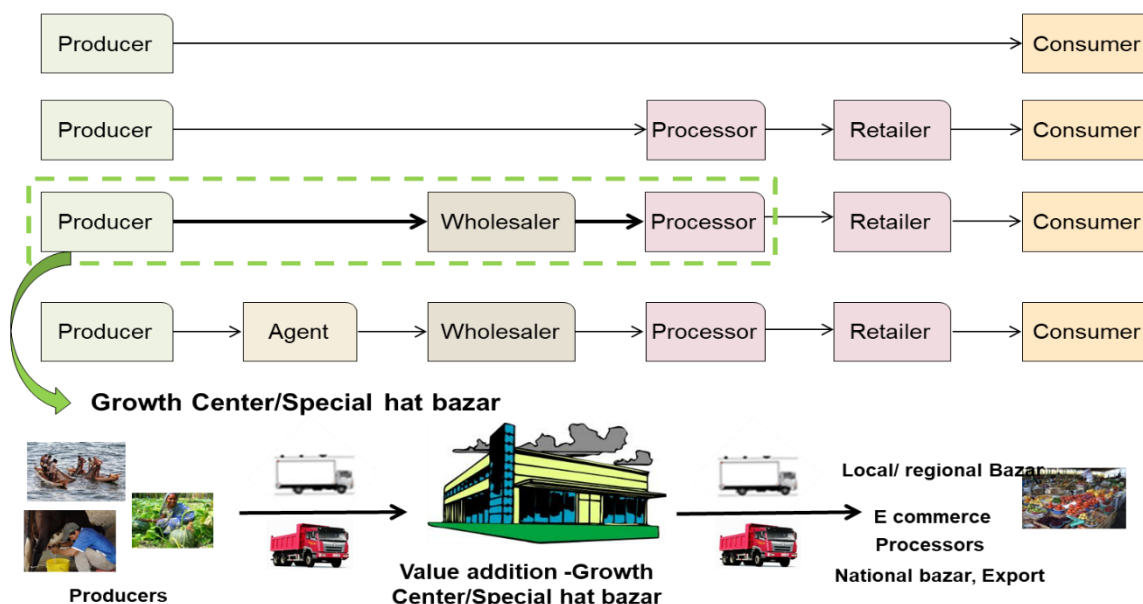 Producer
Consumer
Producer
Processor
Retailer
Consumer
Producer
Wholesaler
Processor
Retailer
Consumer
Producer
Agent
Wholesaler
Processor
Retailer
Consumer
Growth Center/Special hat bazar
Local/ regional Bazar
E commerce
Processors
National bazar, Export
Value addition -Growth
Center/Special hat bazar
Producers